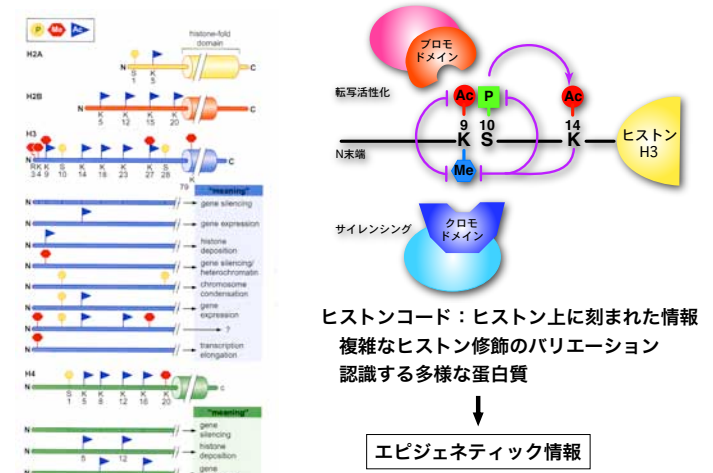 P Me Ac
histone-fold
domain
H2A
N S K C
1 5
H2B
N K K K K C
5 12 15 20
H3
N C
RK K S K K K K S K
3 4 9 10 14 18 23 27 28 79
"meaning"
N gene silencing
N gene expression
N histone
deposition
N gene silencing/
heterochromatin
N chromosome
condensation
N gene
expression
N ?
N transcription
elongation
H4
N S K K K K K c
1 5 8 12 16 20
"meaning"
N gene
silencing
N histone
deposition
5 12
N gene
ブロモ
ドメイン
転写活性化
Ac P Ac
9 10 14
K S K
N末端
ヒストン
H3
Me
サイレンシング
クロモ
ドメイン
ヒストンコード：ヒストン上に刻まれた情報
複雑なヒストン修飾のバリエーション
認識する多様な蛋白質
エピジェネティック情報